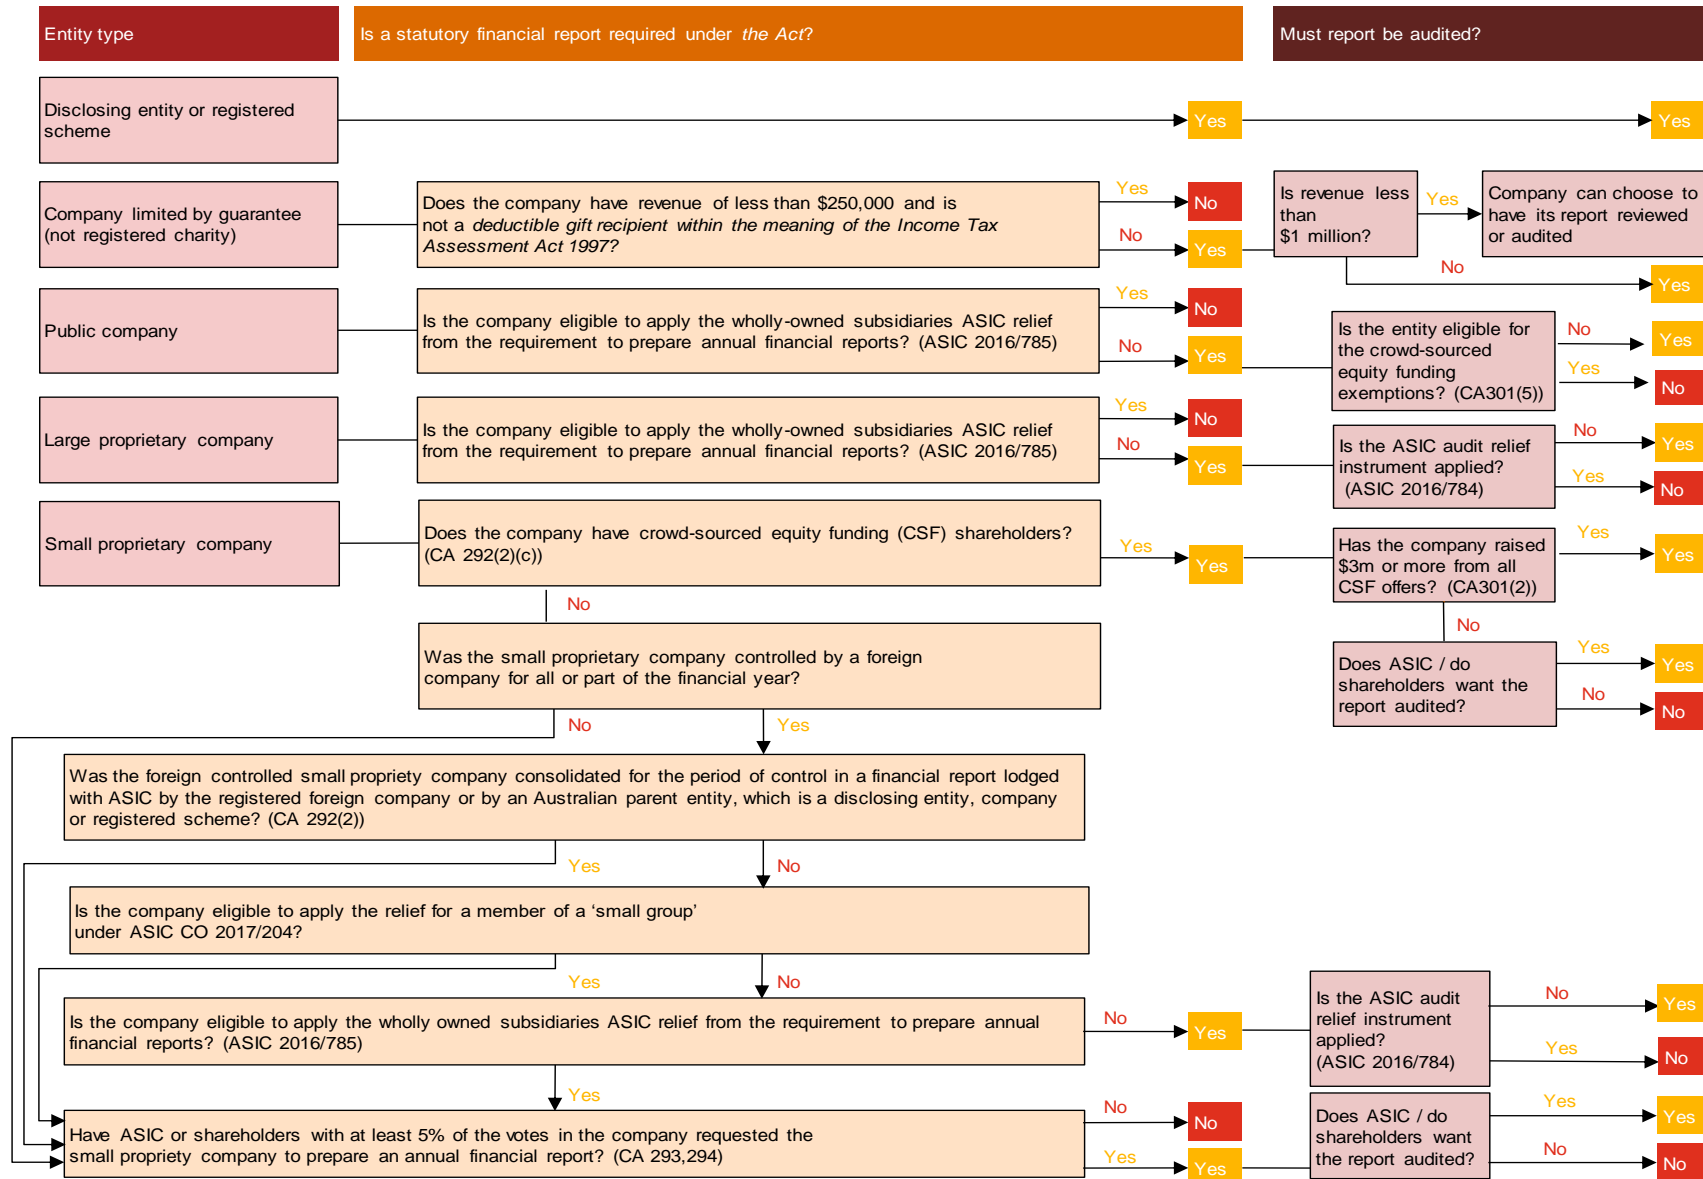 Entity type
Is a statutory financial report required under the Act?
Must report be audited?
Disclosing entity or registered
scheme
Yes
Yes
Company limited by guarantee
(not registered charity)
Does the company have revenue of less than $250,000 and is
not a deductible gift recipient within the meaning of the Income Tax
Assessment Act 1997?
Yes
No
No
Yes
Is revenue less
than
$1 million?
Yes
Company can choose to
have its report reviewed
or audited
No
Yes
Public company
Is the company eligible to apply the wholly-owned subsidiaries ASIC relief
from the requirement to prepare annual financial reports? (ASIC 2016/785)
Yes
No
No
Yes
Is the entity eligible for
the crowd-sourced
equity funding
exemptions? (CA301(5))
No
Yes
Yes
No
Large proprietary company
Is the company eligible to apply the wholly-owned subsidiaries ASIC relief
from the requirement to prepare annual financial reports? (ASIC 2016/785)
Yes
No
No
Yes
Is the ASIC audit relief
instrument applied?
(ASIC 2016/784)
No
Yes
Yes
No
Small proprietary company
Does the company have crowd-sourced equity funding (CSF) shareholders?
(CA 292(2)(c))
Yes
Yes
Has the company raised
$3m or more from all
CSF offers? (CA301(2))
Yes
Yes
No
No
Was the small proprietary company controlled by a foreign
company for all or part of the financial year?
Does ASIC / do
shareholders want the
report audited?
Yes
Yes
No
No
No
Yes
Was the foreign controlled small propriety company consolidated for the period of control in a financial report lodged
with ASIC by the registered foreign company or by an Australian parent entity, which is a disclosing entity, company
or registered scheme? (CA 292(2))
Yes
No
Is the company eligible to apply the relief for a member of a ‘small group’
under ASIC CO 2017/204?
Yes
No
Is the company eligible to apply the wholly owned subsidiaries ASIC relief from the requirement to prepare annual
financial reports? (ASIC 2016/785)
No
Yes
Is the ASIC audit
relief instrument
applied?
(ASIC 2016/784)
No
Yes
Yes
No
Yes
Have ASIC or shareholders with at least 5% of the votes in the company requested the
small propriety company to prepare an annual financial report? (CA 293,294)
No
No
Yes
Yes
Does ASIC / do
shareholders want
the report audited?
Yes
Yes
No
No